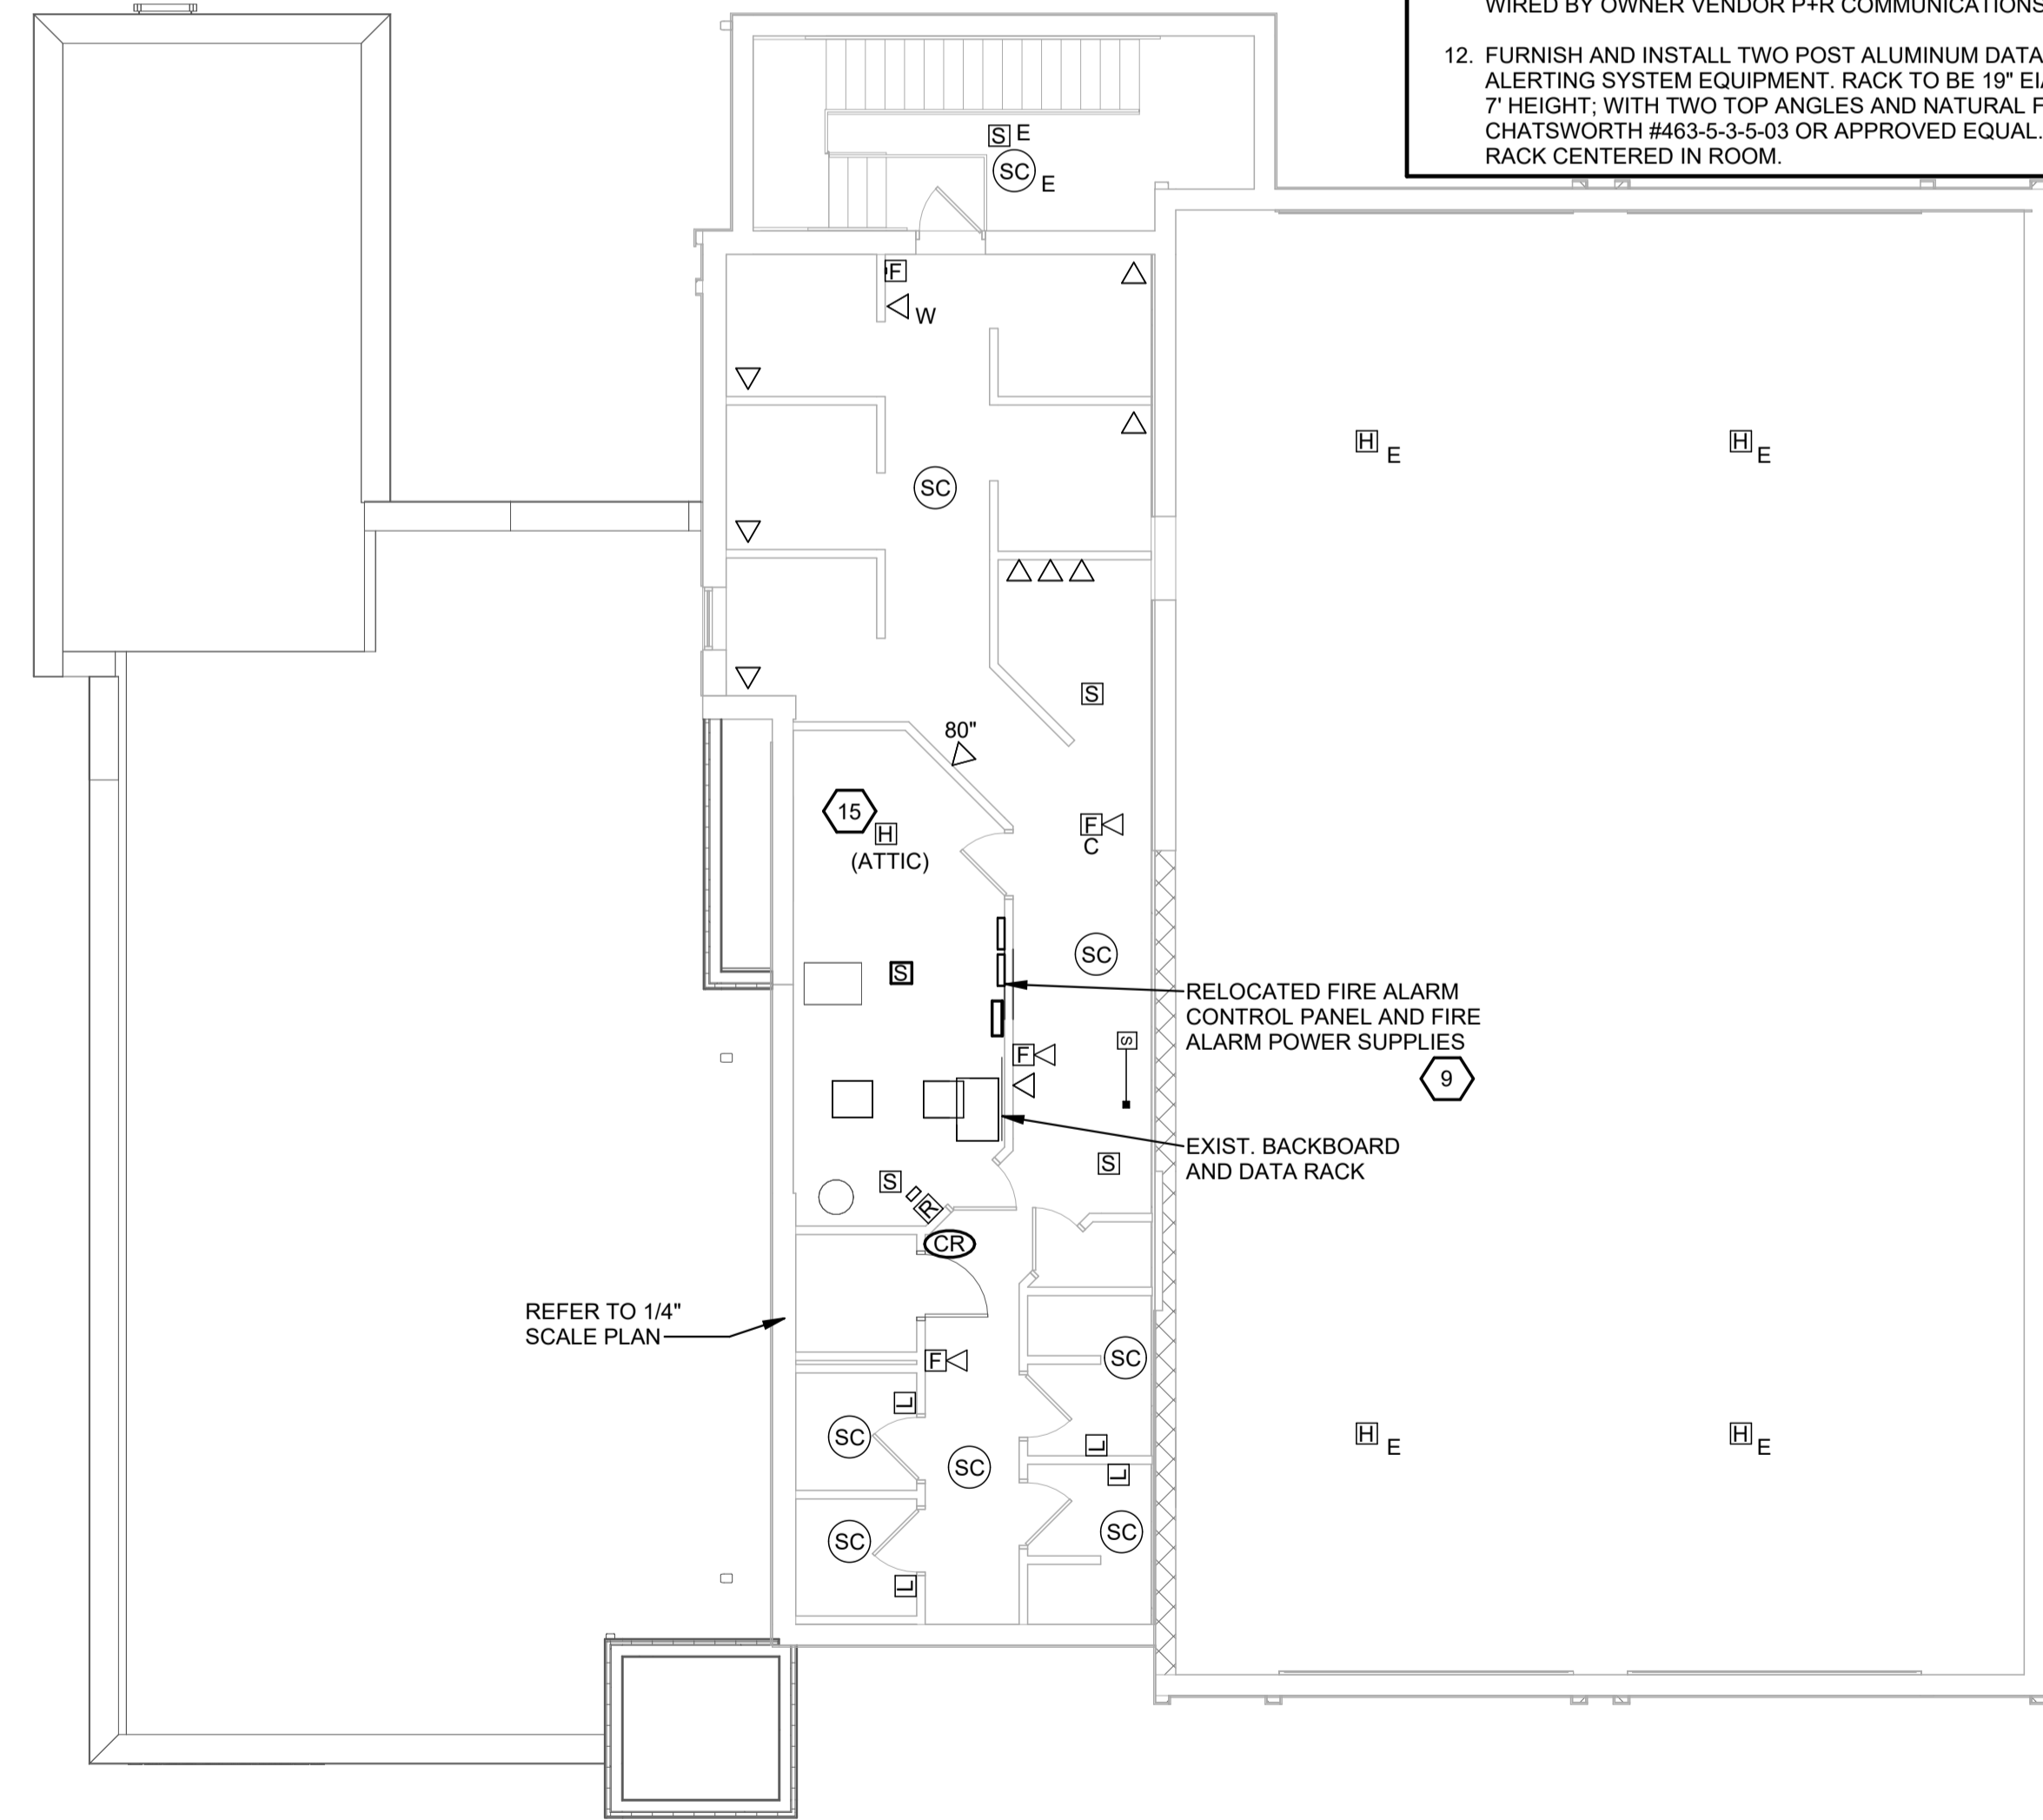 WIRED BY OWNER VENDOR P+R COMMUNICATIONS
12. FURNISH AND INSTALL TWO POST ALUMINUM DATA
ALERTING SYSTEM EQUIPMENT. RACK TO BE 19" EIA
7' HEIGHT; WITH TWO TOP ANGLES AND NATURAL F
CHATSWORTH #463-5-3-5-03 OR APPROVED EQUAL.
RACK CENTERED IN ROOM.
S E
SC E
F
W
H E
H E
SC
S
80"
15
H
(ATTIC)
F
C
SC
S
RELOCATED FIRE ALARM
CONTROL PANEL AND FIRE
ALARM POWER SUPPLIES
F
S
9
EXIST. BACKBOARD
AND DATA RACK
S
S
R
CR
REFER TO 1/4"
SCALE PLAN
F
SC
L
SC
L
H E
H E
SC
L
SC
SC
L